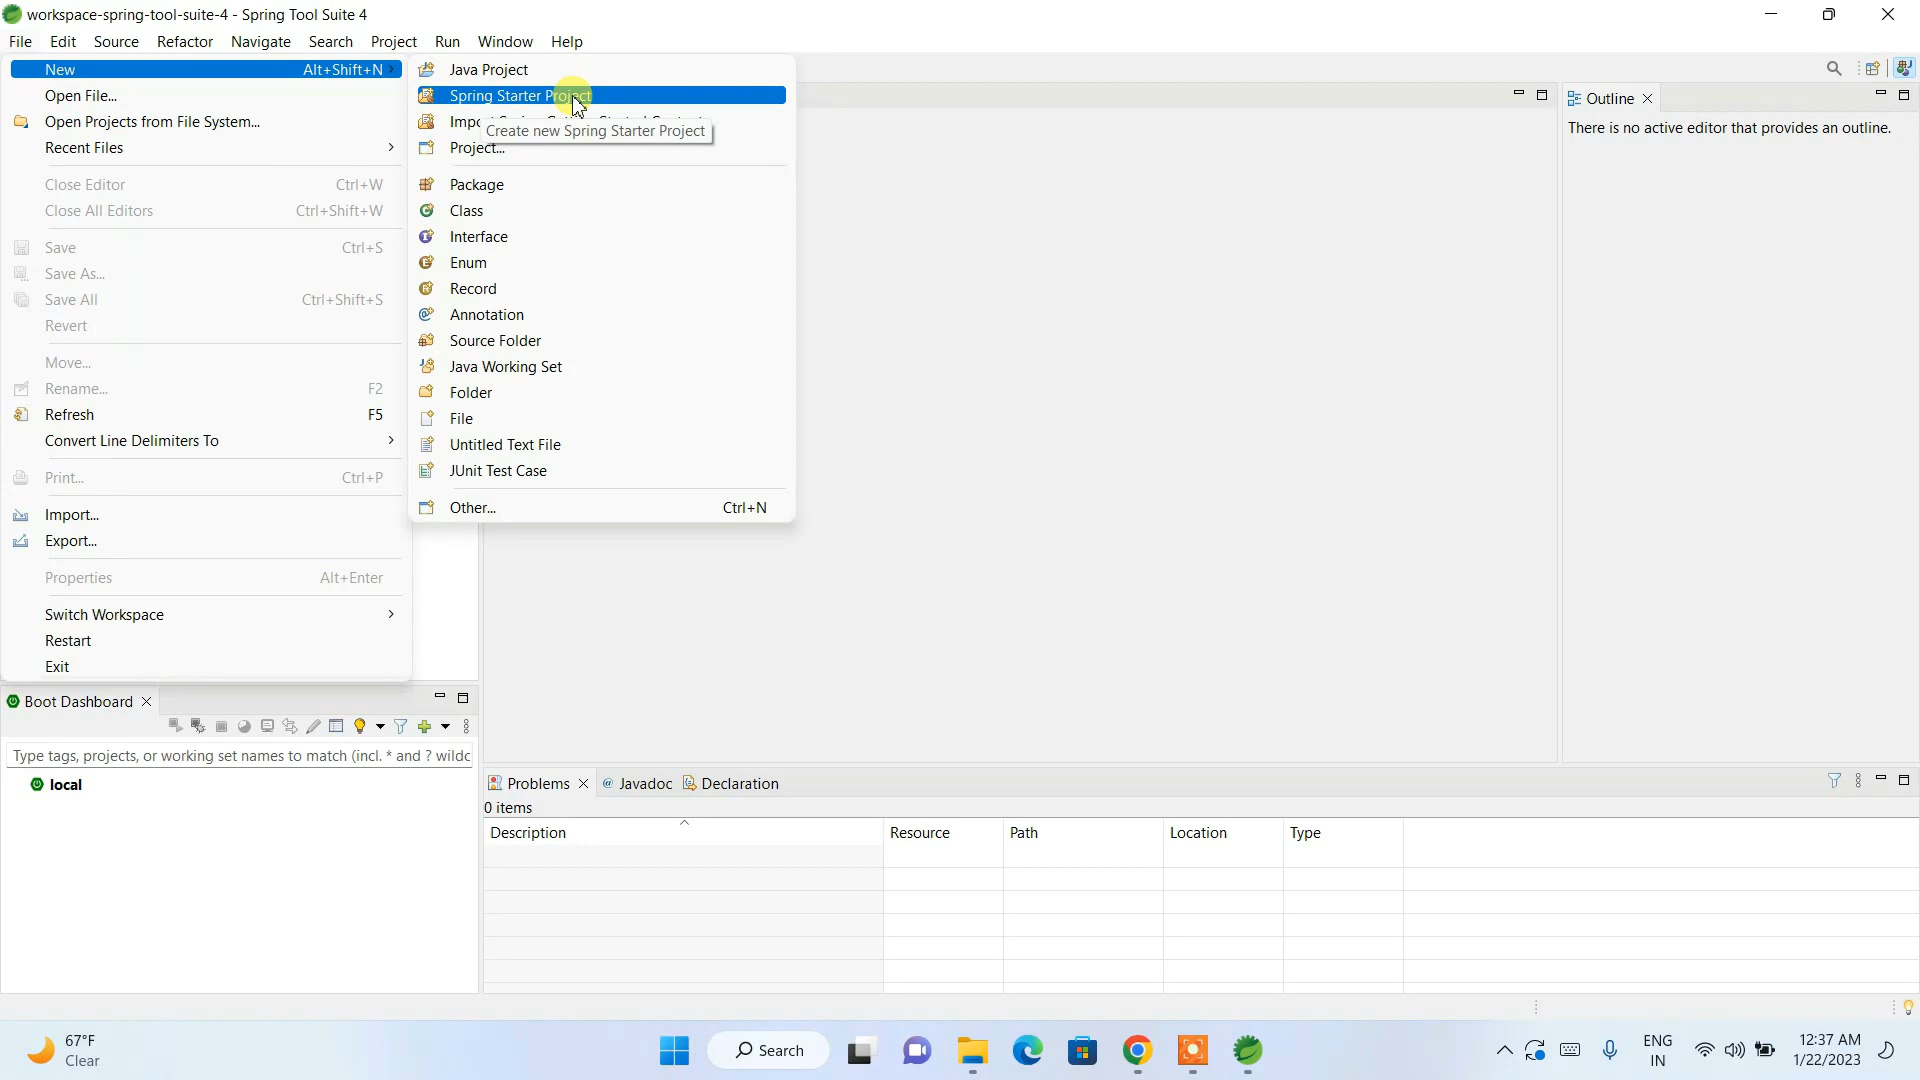 workspace-spring-tool-suite-4 - Spring Tool Suite 4
File Edit Source Refactor Navigate Search Project Run Window Help
New Alt+Shift+N
Open File...
Open Projects from File System...
Recent Files
Close Editor Ctrl+W
Close All Editors Ctrl+Shift+W
Save Ctrl+S
Save As...
Save All Ctrl+Shift+S
Revert
Move...
Rename... F2
Refresh F5
Convert Line Delimiters To
Print... Ctrl+P
Import...
Export...
Properties Alt+Enter
Switch Workspace
Restart
Exit
Java Project
Spring Starter Project
Create new Spring Starter Project
Project...
Package
Class
Interface
Enum
Record
Annotation
Source Folder
Java Working Set
Folder
File
Untitled Text File
JUnit Test Case
Other... Ctrl+N
Outline
There is no active editor that provides an outline.
Boot Dashboard
Type tags, projects, or working set names to match (incl. * and ? wildc
local
Problems Javadoc Declaration
0 items
Description Resource Path Location Type
67°F
Clear
Search
ENG
IN
12:37 AM
1/22/2023